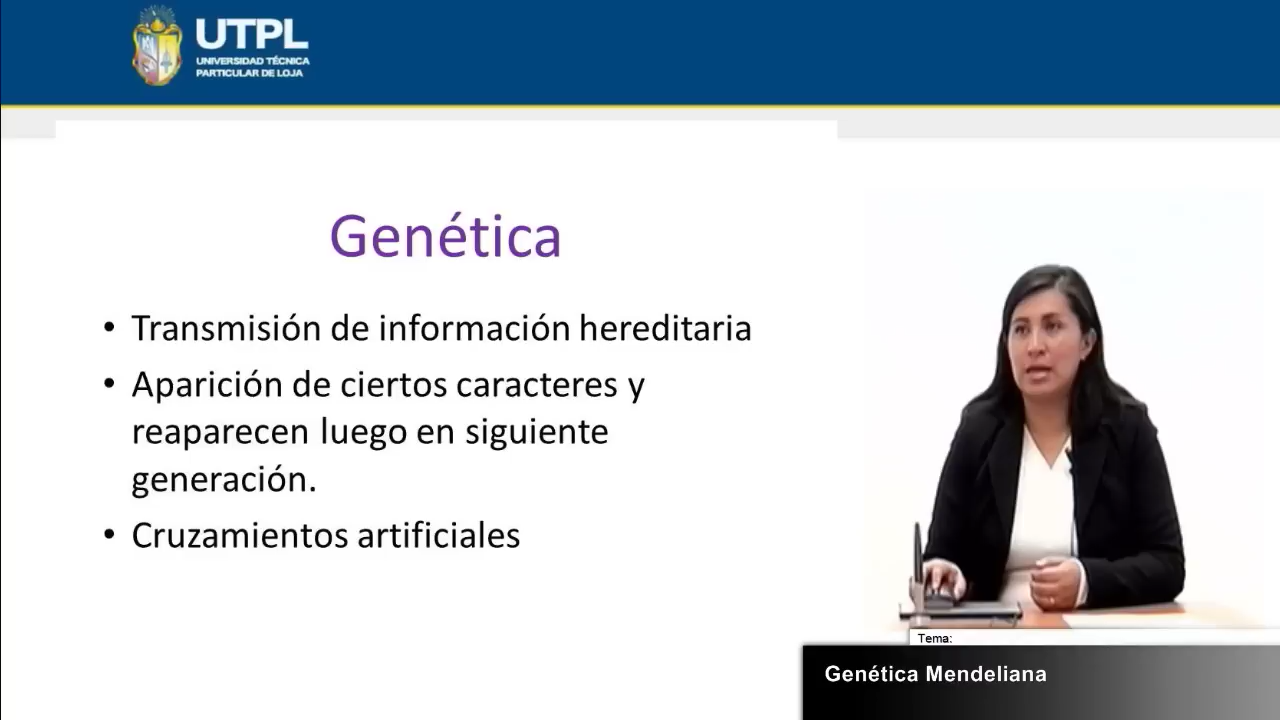 UTPL
UNIVERSIDAD TÉCNICA
PARTICULAR DE LOJA
Genética
• Transmisión de información hereditaria
• Aparición de ciertos caracteres y
reaparecen luego en siguiente
generación.
• Cruzamientos artificiales
Tema:
Genética Mendeliana